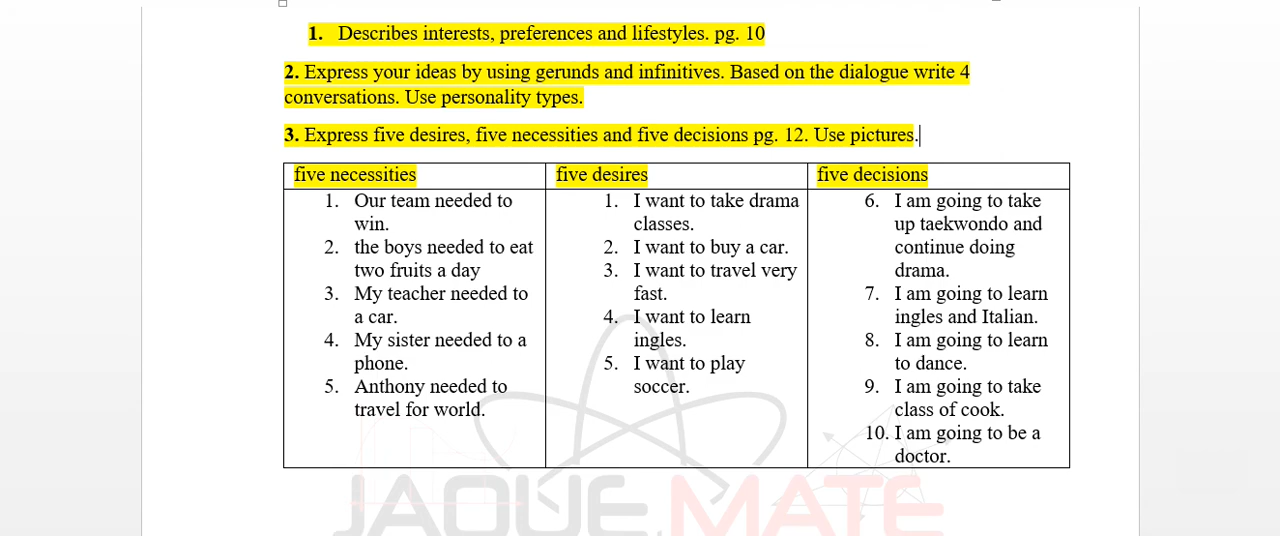 1. Describes interests, preferences and lifestyles. pg. 10
2. Express your ideas by using gerunds and infinitives. Based on the dialogue write 4
conversations. Use personality types.
3. Express five desires, five necessities and five decisions pg. 12. Use pictures.
five necessities
1. Our team needed to
win.
2. the boys needed to eat
two fruits a day
3. My teacher needed to
a car.
4. My sister needed to a
phone.
5. Anthony needed to
travel for world.
five desires
1. I want to take drama
classes.
2. I want to buy a car.
3. I want to travel very
fast.
4. I want to learn
ingles.
5. I want to play
soccer.
five decisions
6. I am going to take
up taekwondo and
continue doing
drama.
7. I am going to learn
ingles and Italian.
8. I am going to learn
to dance.
9. I am going to take
class of cook.
10. I am going to be a
doctor.
JAQUE MATE